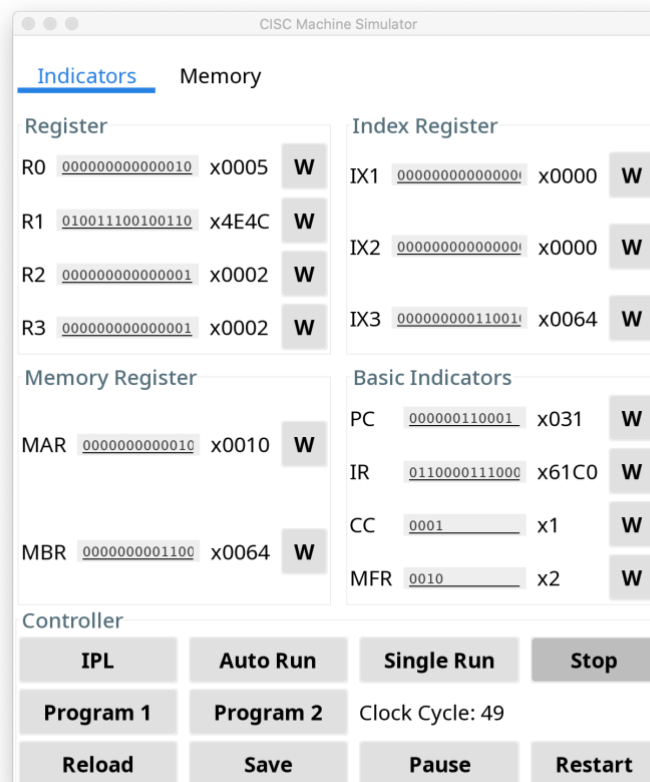 CISC Machine Simulator
Indicators Memory
Register
R0 000000000000010 x0005 W
R1 010011100100110 x4E4C W
R2 000000000000001 x0002 W
R3 000000000000001 x0002 W
Index Register
IX1 00000000000000 x0000 W
IX2 00000000000000 x0000 W
IX3 00000000011001 x0064 W
Memory Register
MAR 0000000000010 x0010 W
MBR 0000000001100 x0064 W
Basic Indicators
PC 000000110001 x031 W
IR 0110000111000 x61C0 W
CC 0001 x1 W
MFR 0010 x2 W
Controller
IPL Auto Run Single Run Stop
Program 1 Program 2 Clock Cycle: 49
Reload Save Pause Restart